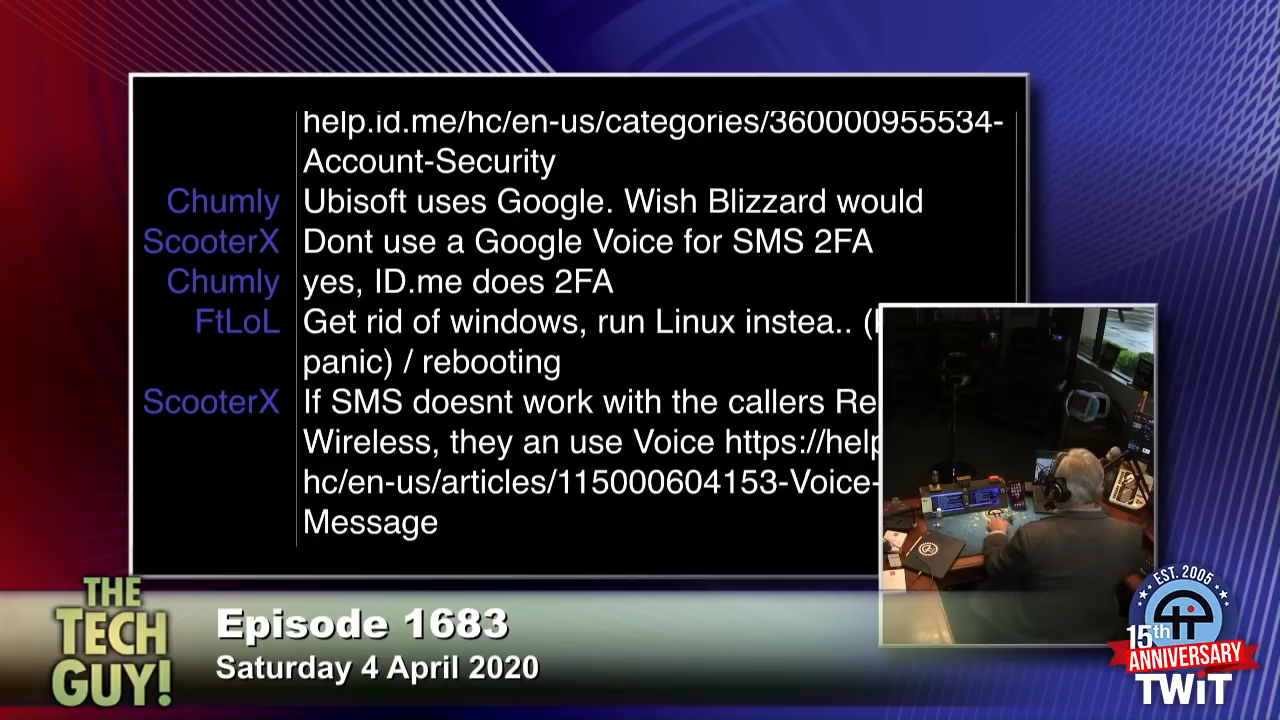 help.id.me/hc/en-us/categories/360000955534-
Account-Security
Chumly Ubisoft uses Google. Wish Blizzard would
ScooterX Dont use a Google Voice for SMS 2FA
Chumly yes, ID.me does 2FA
FtLoL Get rid of windows, run Linux instea.. (
panic) / rebooting
ScooterX If SMS doesnt work with the callers Re
Wireless, they an use Voice https://help
hc/en-us/articles/115000604153-Voice-
Message
THE
TECH
GUY!
Episode 1683
Saturday 4 April 2020
EST. 2005
15th
ANNIVERSARY
TWiT